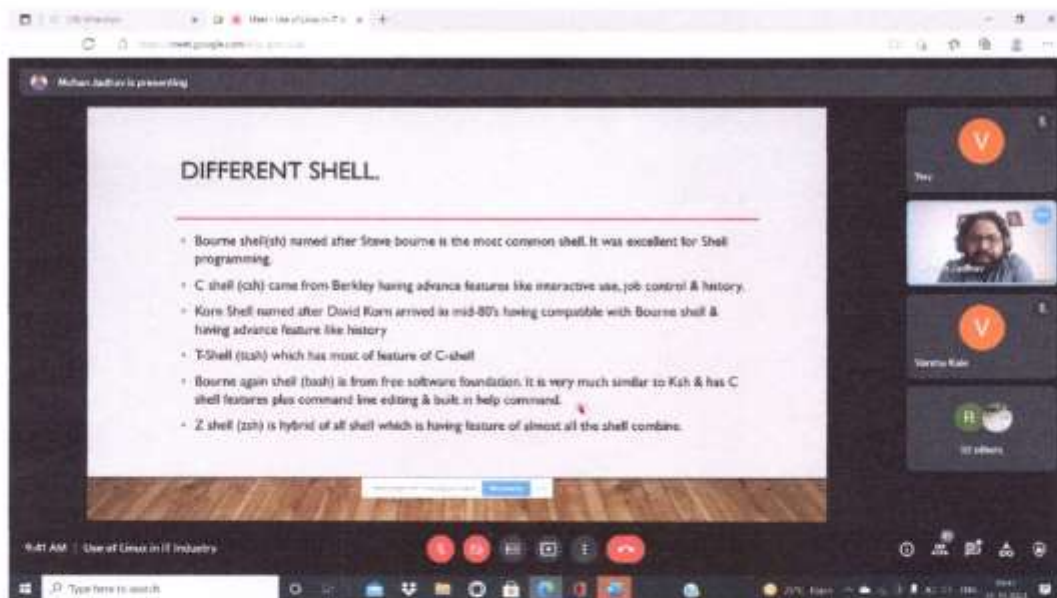 meet.google.com
Mohan Jadhav is presenting
DIFFERENT SHELL.
• Bourne shell(sh) named after Steve bourne is the most common shell. It was excellent for Shell
programming.
• C shell (csh) came from Berkley having advance features like interactive use, job control & history.
• Korn Shell named after David Korn arrived in mid-80's having compatible with Bourne shell &
having advance feature like history
• T-Shell (tcsh) which has most of feature of C-shell
• Bourne again shell (bash) is from free software foundation. It is very much similar to Ksh & has C
shell features plus command line editing & built in help command.
• Z shell (zsh) is hybrid of all shell which is having feature of almost all the shell combine.
V
You
V
Kale
R
others
9:41 AM | Use of Linux in IT Industry
Type here to search